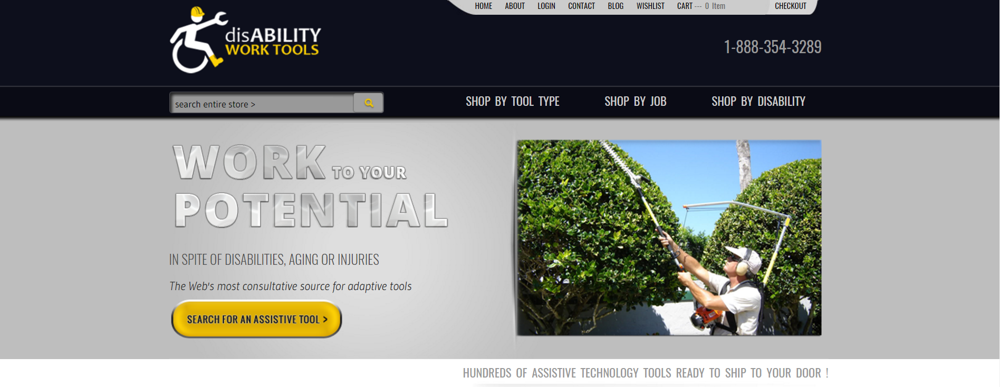 HOME ABOUT LOGIN CONTACT BLOG WISHLIST CART --- 0 Item CHECKOUT
disABILITY
WORK TOOLS
1-888-354-3289
search entire store >
SHOP BY TOOL TYPE SHOP BY JOB SHOP BY DISABILITY
WORK TO YOUR
POTENTIAL
IN SPITE OF DISABILITIES, AGING OR INJURIES
The Web's most consultative source for adaptive tools
SEARCH FOR AN ASSISTIVE TOOL >
HUNDREDS OF ASSISTIVE TECHNOLOGY TOOLS READY TO SHIP TO YOUR DOOR !